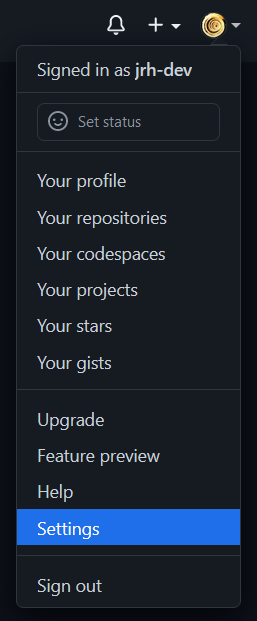 Signed in as jrh-dev
Set status
Your profile
Your repositories
Your codespaces
Your projects
Your stars
Your gists
Upgrade
Feature preview
Help
Settings
Sign out